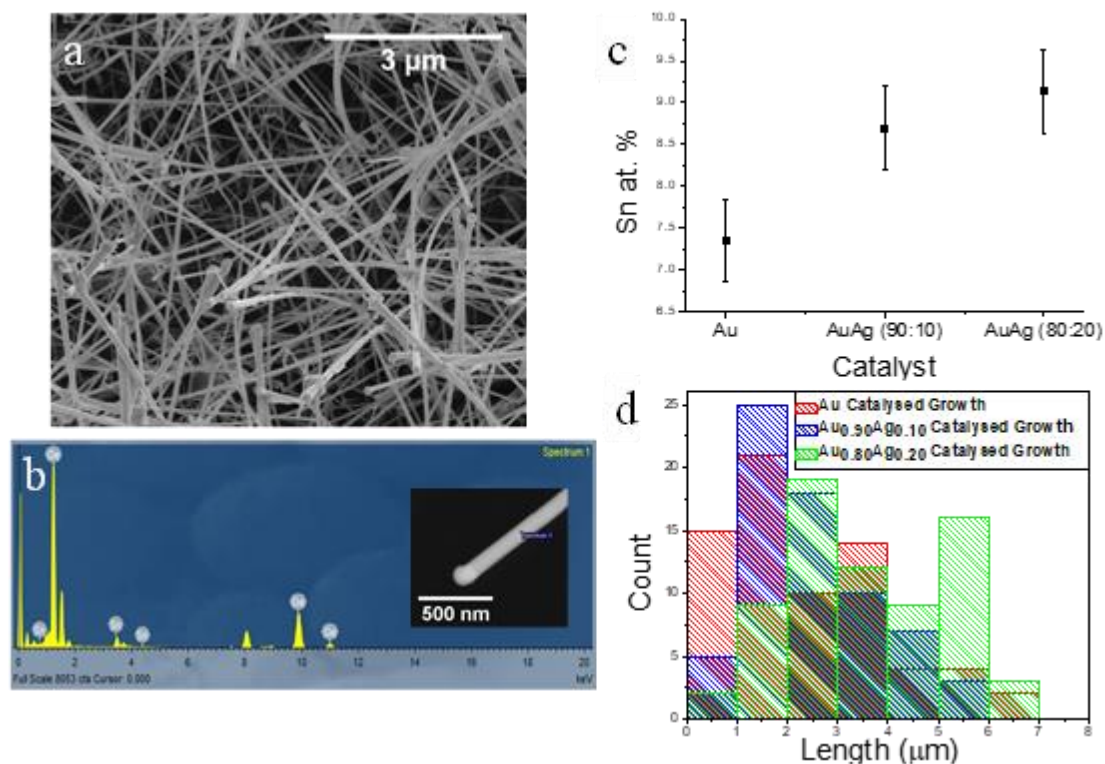 a
3 µm
b
Spectrum 1
Spectrum 1
500 nm
0 2 4 6 8 10 12 14 16 18 20
Full Scale 8053 cts Cursor: 0.000
keV
c
10.0
9.5
9.0
8.5
8.0
7.5
7.0
6.5
Sn at. %
Au
AuAg (90:10)
AuAg (80:20)
Catalyst
d
Au Catalysed Growth
Au0.90Ag0.10 Catalysed Growth
Au0.80Ag0.20 Catalysed Growth
25
20
15
10
5
0
Count
0 1 2 3 4 5 6 7 8
Length (µm)